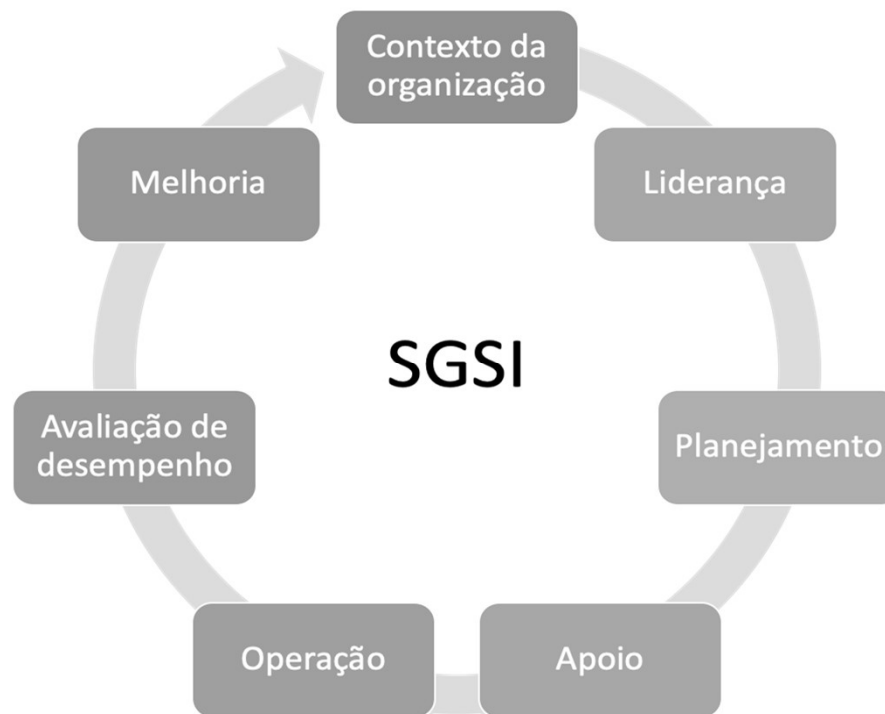 Contexto da
organização
Liderança
Planejamento
Apoio
Operação
Avaliação de
desempenho
Melhoria
SGSI